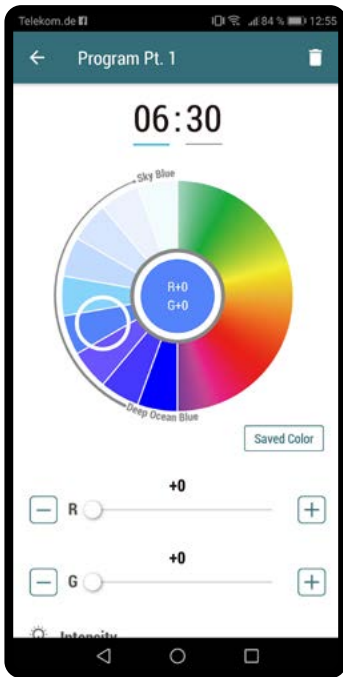 Telekom.de 84 % 12:55
Program Pt. 1
06:30
Sky Blue
R+0
G+0
Deep Ocean Blue
Saved Color
+0
R
+0
G
Intensity